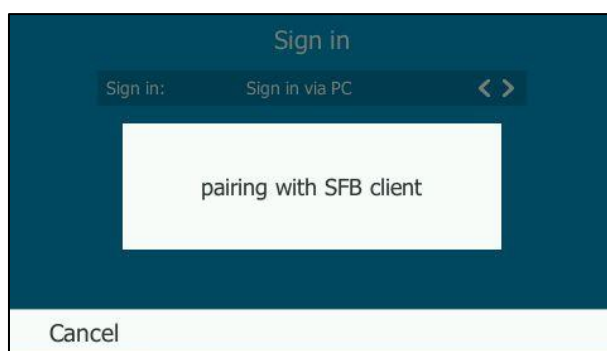 Sign in
Sign in: Sign in via PC < >
pairing with SFB client
Cancel